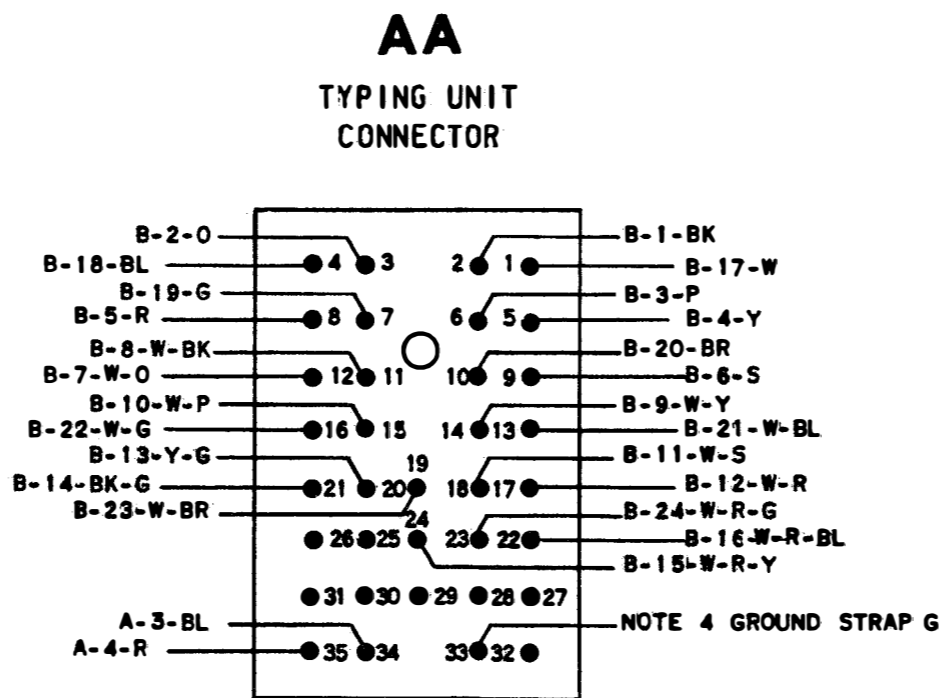 AA
TYPING UNIT
CONNECTOR
B-2-O
B-1-BK
B-18-BL
4 3 2 1
B-17-W
B-19-G
B-3-P
B-5-R
8 7 6 5
B-4-Y
B-8-W-BK
B-20-BR
B-7-W-O
12 11 10 9
B-6-S
B-10-W-P
B-9-W-Y
B-22-W-G
16 15 14 13
B-21-W-BL
B-13-Y-G
19
B-11-W-S
B-14-BK-G
21 20 18 17
B-12-W-R
B-23-W-BR
24
B-24-W-R-G
26 25 23 22
B-16-W-R-BL
B-15-W-R-Y
31 30 29 28 27
A-3-BL
NOTE 4 GROUND STRAP G
A-4-R
35 34 33 32